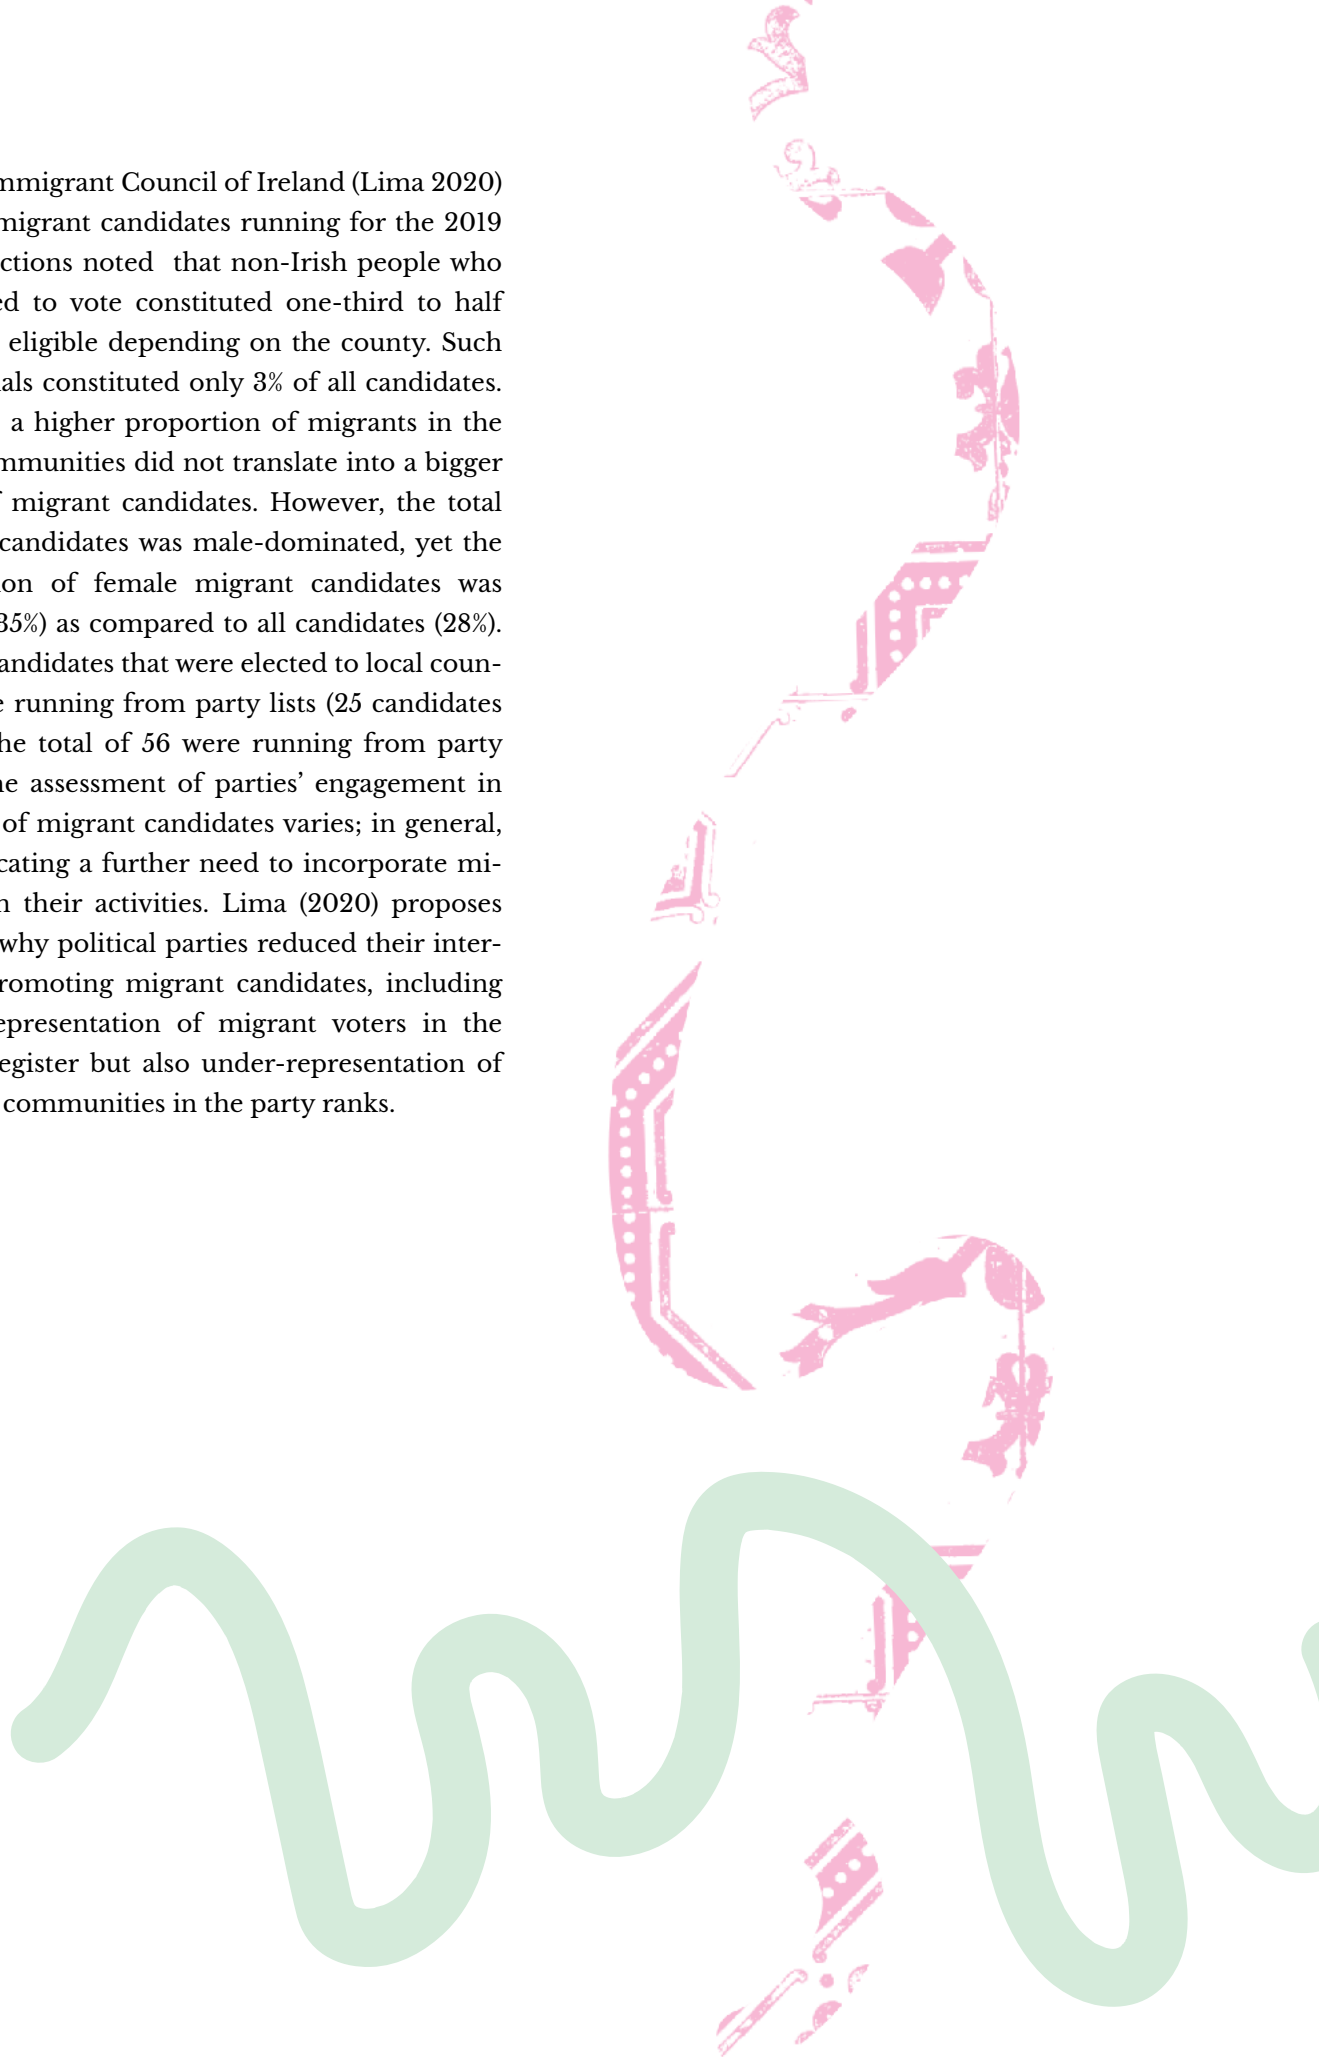 mmigrant Council of Ireland (Lima 2020)
migrant candidates running for the 2019
ctions noted that non-Irish people who
ed to vote constituted one-third to half
eligible depending on the county. Such
als constituted only 3% of all candidates.
a higher proportion of migrants in the
mmunities did not translate into a bigger
f migrant candidates. However, the total
candidates was male-dominated, yet the
on of female migrant candidates was
35%) as compared to all candidates (28%).
andidates that were elected to local coun-
e running from party lists (25 candidates
he total of 56 were running from party
ne assessment of parties’ engagement in
of migrant candidates varies; in general,
cating a further need to incorporate mi-
n their activities. Lima (2020) proposes
why political parties reduced their inter-
romoting migrant candidates, including
epresentation of migrant voters in the
egister but also under-representation of
communities in the party ranks.